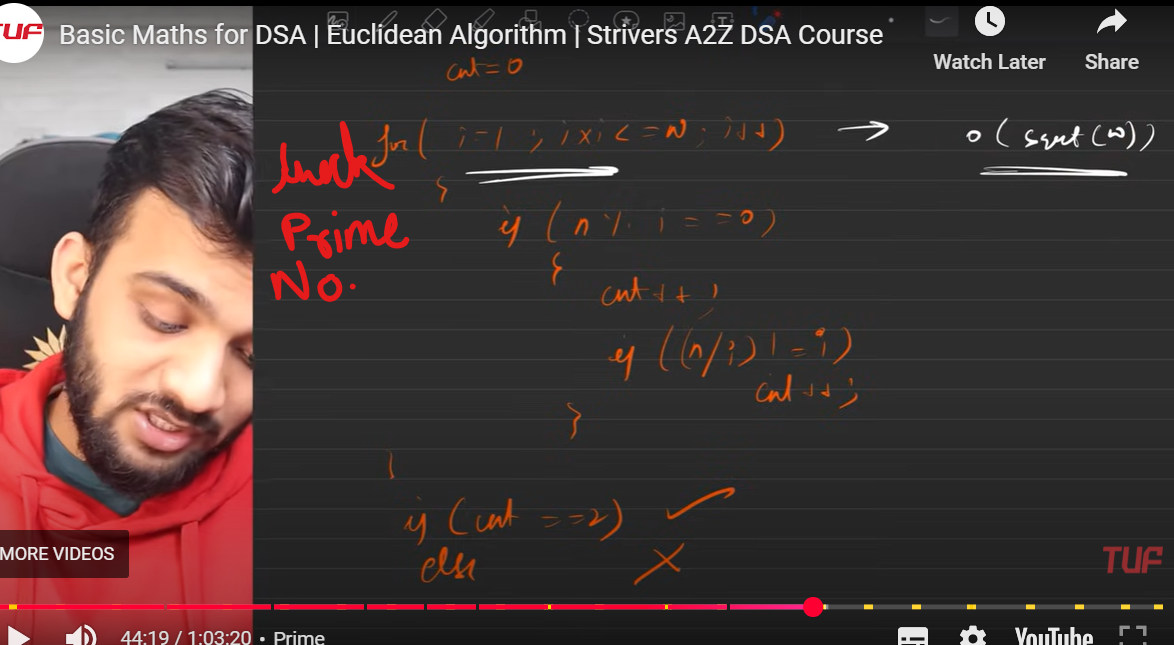 TUF
Basic Maths for DSA | Euclidean Algorithm | Strivers A2Z DSA Course
Watch Later
Share
cnt = 0
for( i=1 ; i×i <= N ; i++) → O(sqrt(N))
Check
Prime
No.
{
if (n % i == 0)
{
cnt++ ;
if ((n/i) != i)
cnt++;
}
}
if (cnt ==2) ✓
else X
MORE VIDEOS
TUF
44:19 / 1:03:20 • Prime
YouTube